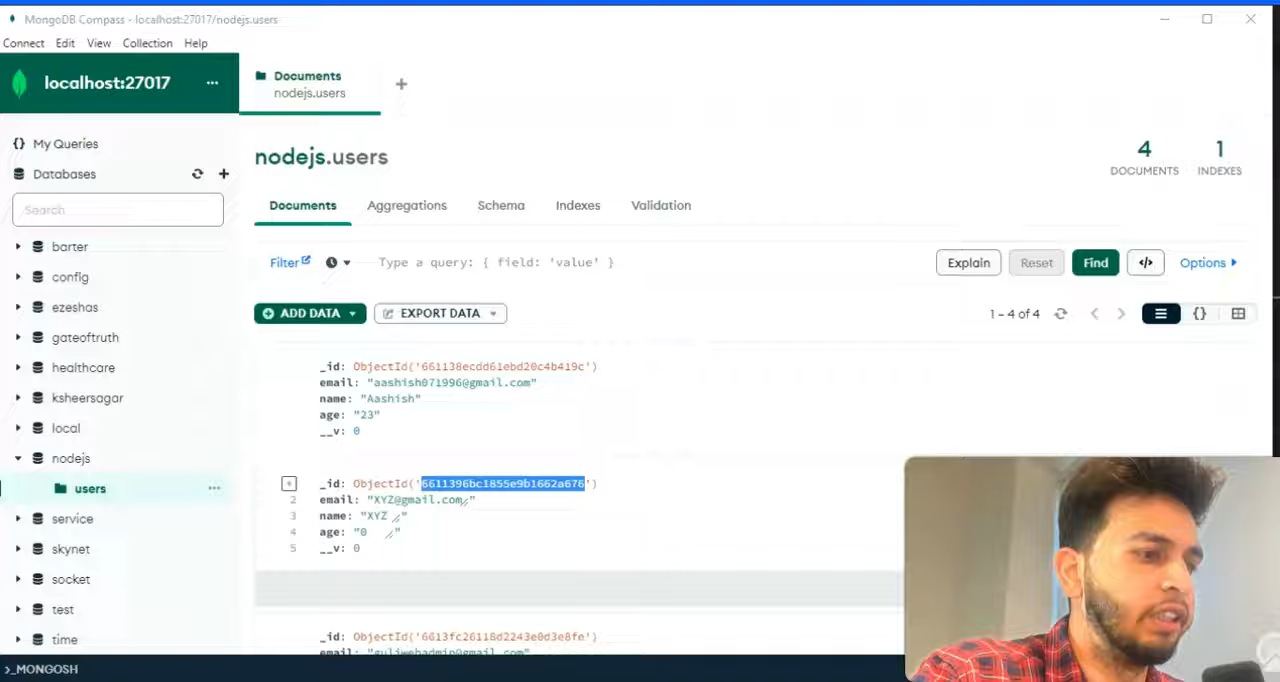 MongoDB Compass - localhost:27017/nodejs.users
Connect Edit View Collection Help
localhost:27017 ...
Documents
nodejs.users
+
{} My Queries
Databases
Search
barter
config
ezeshas
gateoftruth
healthcare
ksheersagar
local
nodejs
users ...
service
skynet
socket
test
time
nodejs.users
4
DOCUMENTS
1
INDEXES
Documents Aggregations Schema Indexes Validation
Filter Type a query: { field: 'value' } Explain Reset Find </> Options
ADD DATA EXPORT DATA 1 – 4 of 4 {}
_id: ObjectId('661138ecdd61ebd20c4b419c')
email: "aashish071996@gmail.com"
name: "Aashish"
age: "23"
__v: 0
_id: ObjectId('6611396bc1855e9b1662a676')
2 email: "XYZ@gmail.com"
3 name: "XYZ "
4 age: "0 "
5 __v: 0
_id: ObjectId('6613fc26118d2243e0d3e8fe')
email: "guliwebadmin@gmail.com"
>_MONGOSH